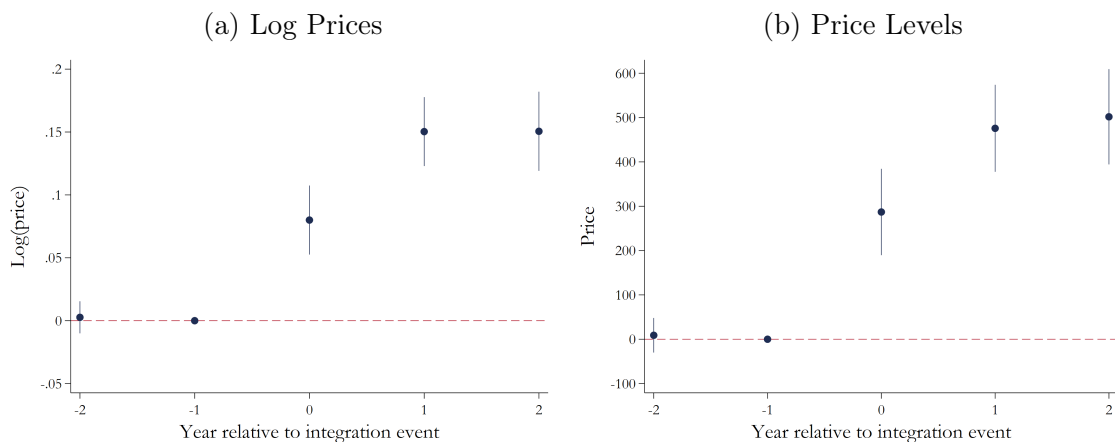 (a) Log Prices
.2
.15
.1
.05
0
-.05
Log(price)
-2 -1 0 1 2
Year relative to integration event
(b) Price Levels
600
500
400
300
200
100
0
-100
Price
-2 -1 0 1 2
Year relative to integration event